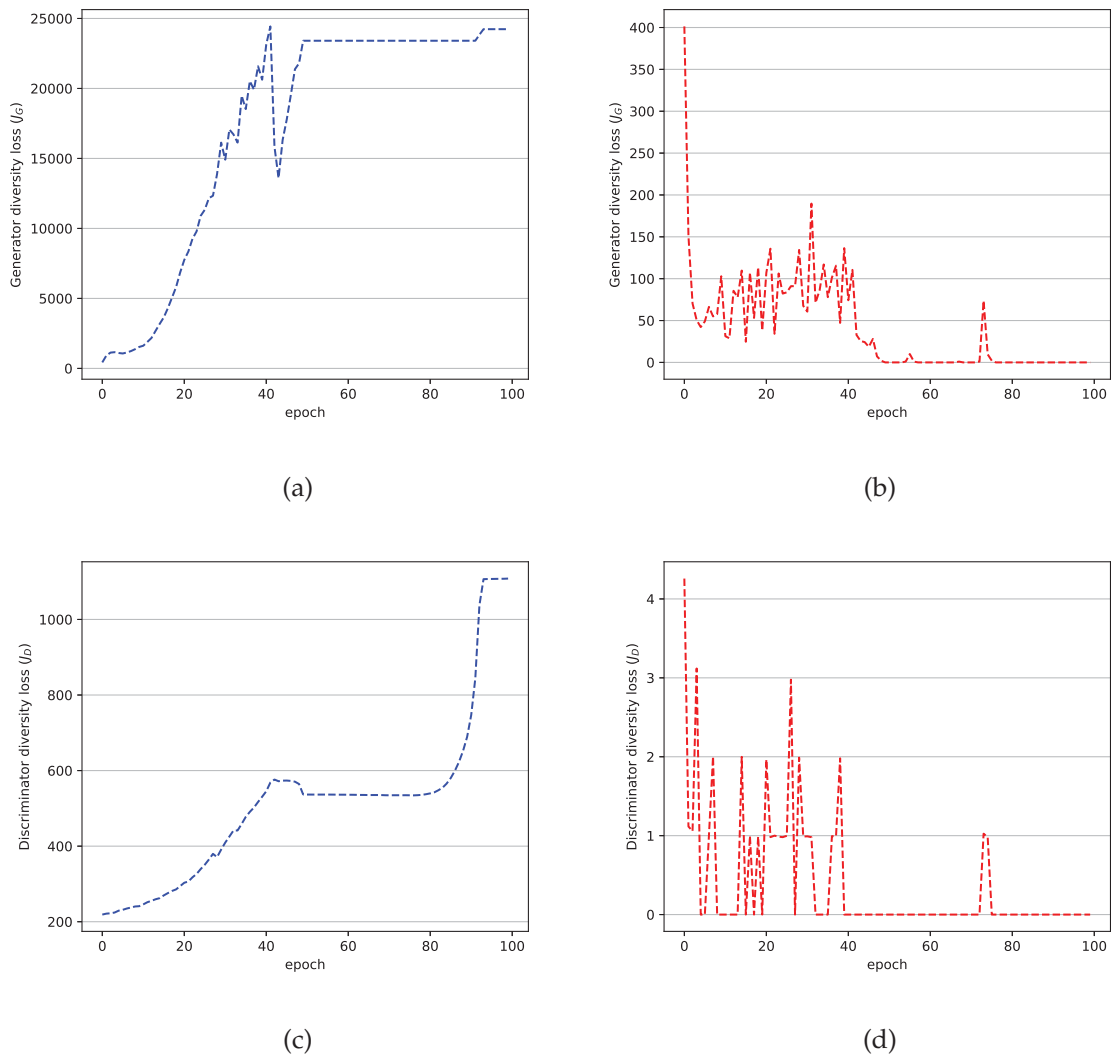 25000
20000
15000
10000
5000
0
Generator diversity loss (J_G)
0 20 40 60 80 100
epoch
(a)
400
350
300
250
200
150
100
50
0
Generator diversity loss (J_G)
0 20 40 60 80 100
epoch
(b)
1000
800
600
400
200
Discriminator diversity loss (J_D)
0 20 40 60 80 100
epoch
(c)
4
3
2
1
0
Discriminator diversity loss (J_D)
0 20 40 60 80 100
epoch
(d)